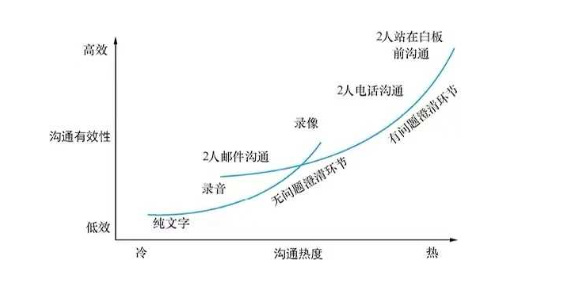 2人站在白板
前沟通
高效
2人电话沟通
有问题澄清环节
录像
沟通有效性
2人邮件沟通
无问题澄清环节
录音
纯文字
低效
冷
沟通热度
热